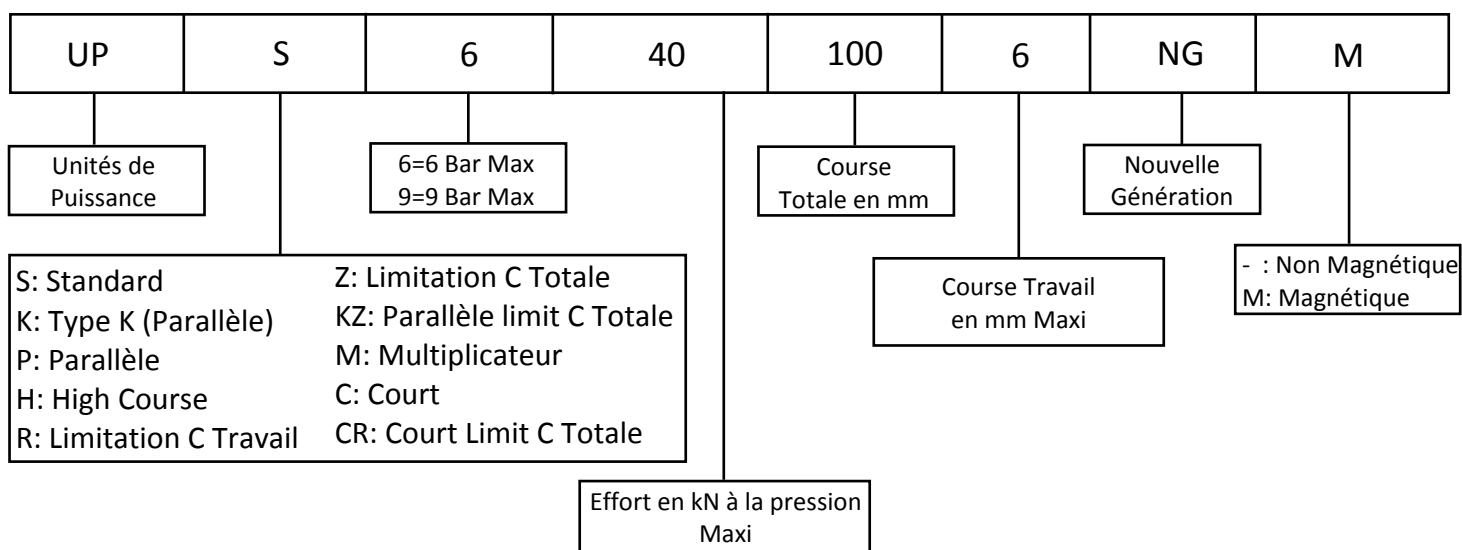 UP S 6 40 100 6 NG M
Unités de
Puissance
6=6 Bar Max
9=9 Bar Max
Course
Totale en mm
Nouvelle
Génération
S: Standard
K: Type K (Parallèle)
P: Parallèle
H: High Course
R: Limitation C Travail
Z: Limitation C Totale
KZ: Parallèle limit C Totale
M: Multiplicateur
C: Court
CR: Court Limit C Totale
Course Travail
en mm Maxi
- : Non Magnétique
M: Magnétique
Effort en kN à la pression
Maxi